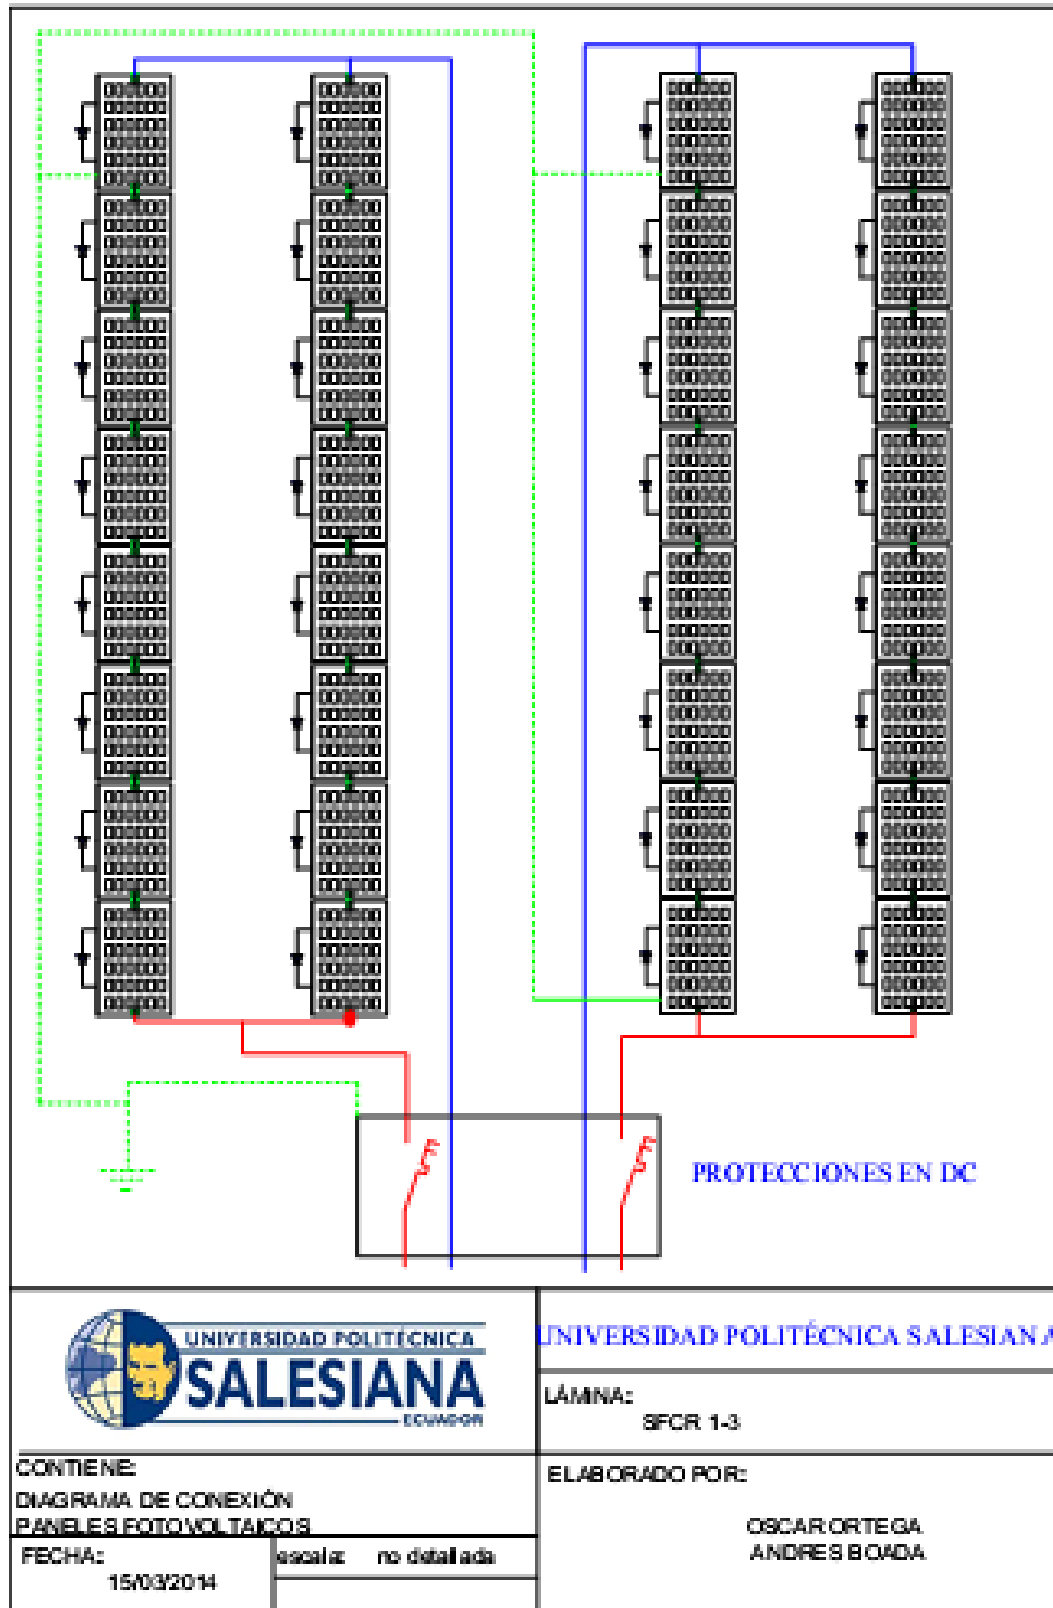 PROTECCIONES EN DC
UNIVERSIDAD POLITÉCNICA
SALESIANA
ECUADOR
UNIVERSIDAD POLITÉCNICA SALESIANA
LÁMINA:
SFCR 1-3
CONTIENE:
DIAGRAMA DE CONEXIÓN
PANELES FOTOVOLTAICOS
ELABORADO POR:
OSCAR ORTEGA
ANDRES BOADA
FECHA:
15/03/2014
escala: no detallada